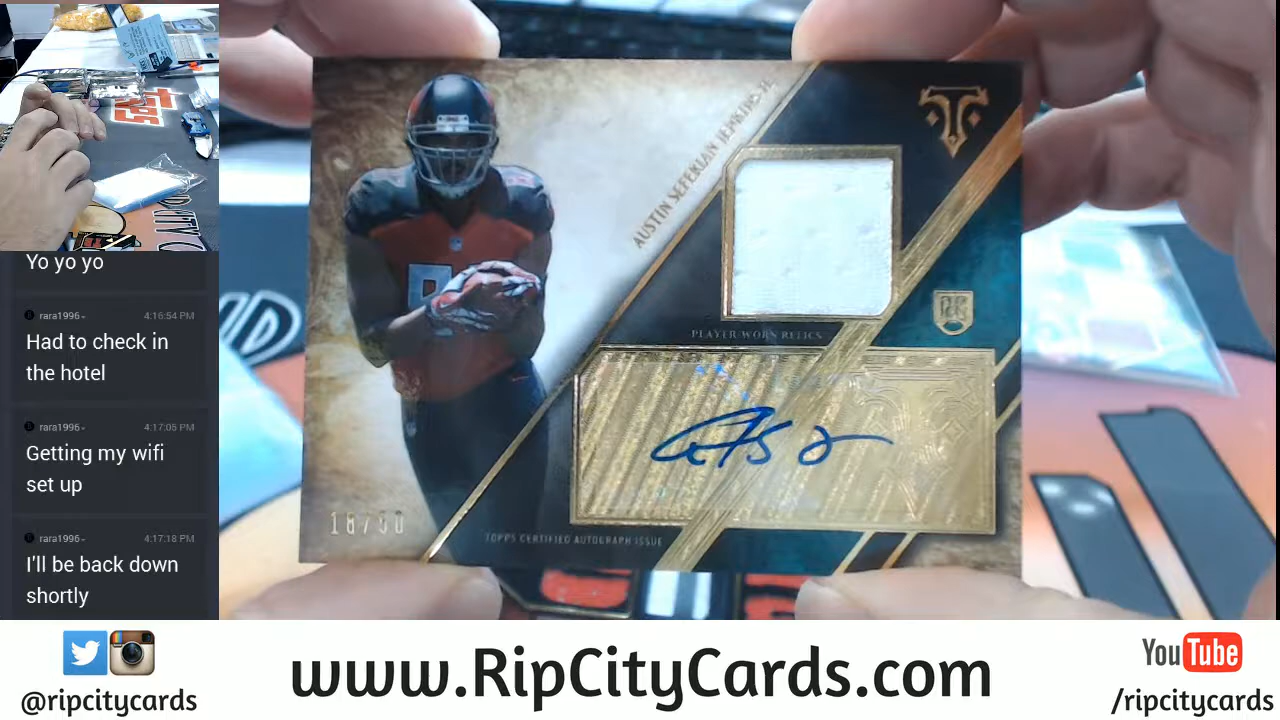 Yo yo yo
rara1996
4:16:54 PM
Had to check in
the hotel
rara1996
4:17:05 PM
Getting my wifi
set up
rara1996
4:17:18 PM
I'll be back down
shortly
AUSTIN SEFERIAN JENKINS
PLAYER-WORN RELICS
TOPPS CERTIFIED AUTOGRAPH ISSUE
@ripcitycards
www.RipCityCards.com
YouTube
/ripcitycards